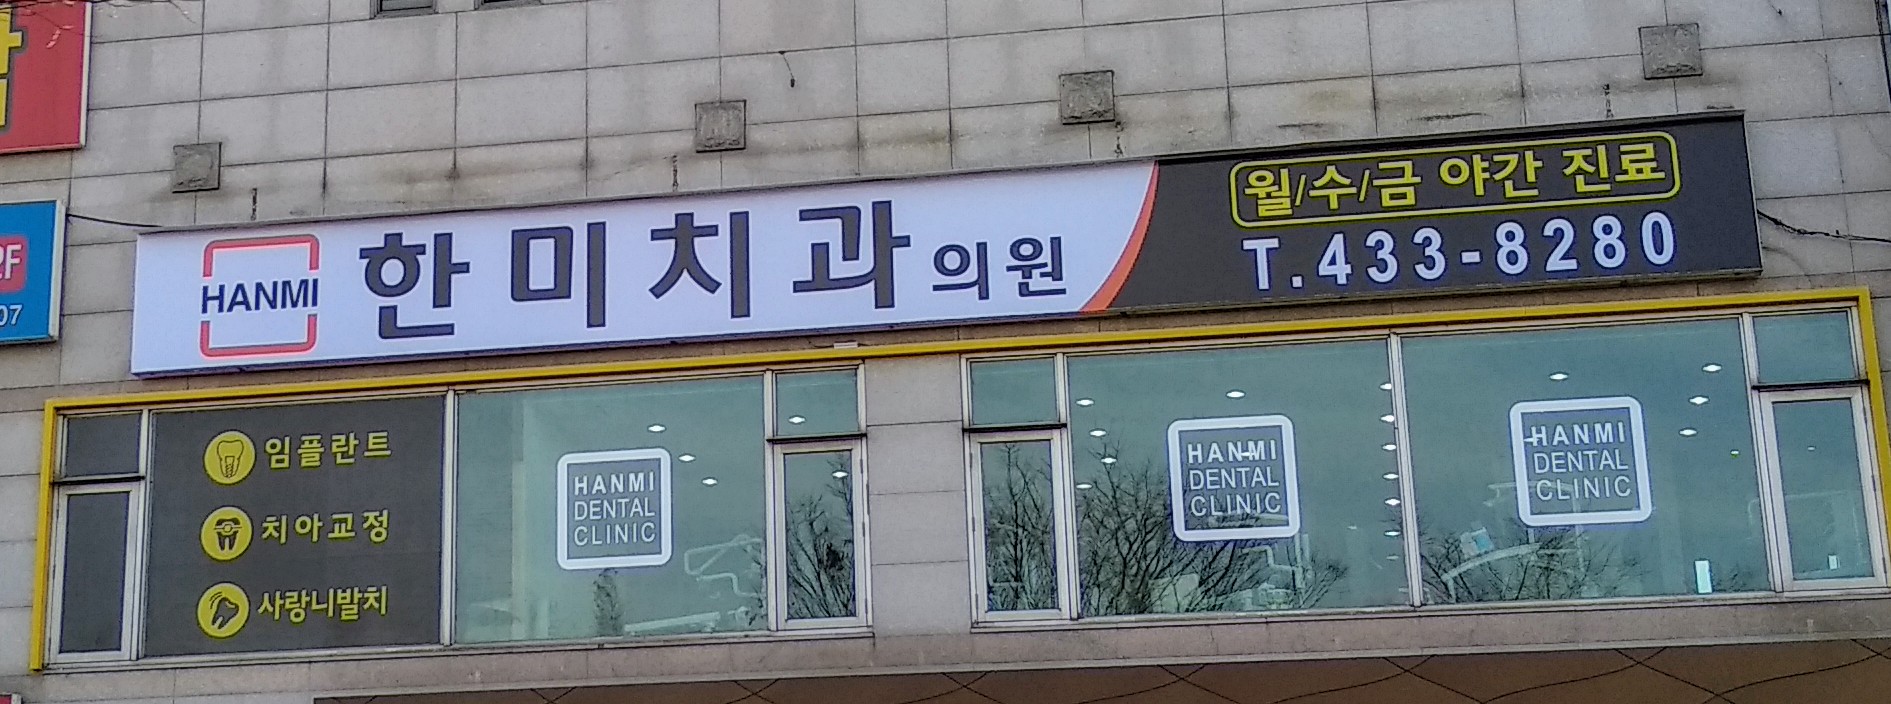 HANMI
한미치과의원
월/수/금 야간 진료
T.433-8280
임플란트
치아교정
사랑니발치
HANMI
DENTAL
CLINIC
HANMI
DENTAL
CLINIC
HANMI
DENTAL
CLINIC
2F
07